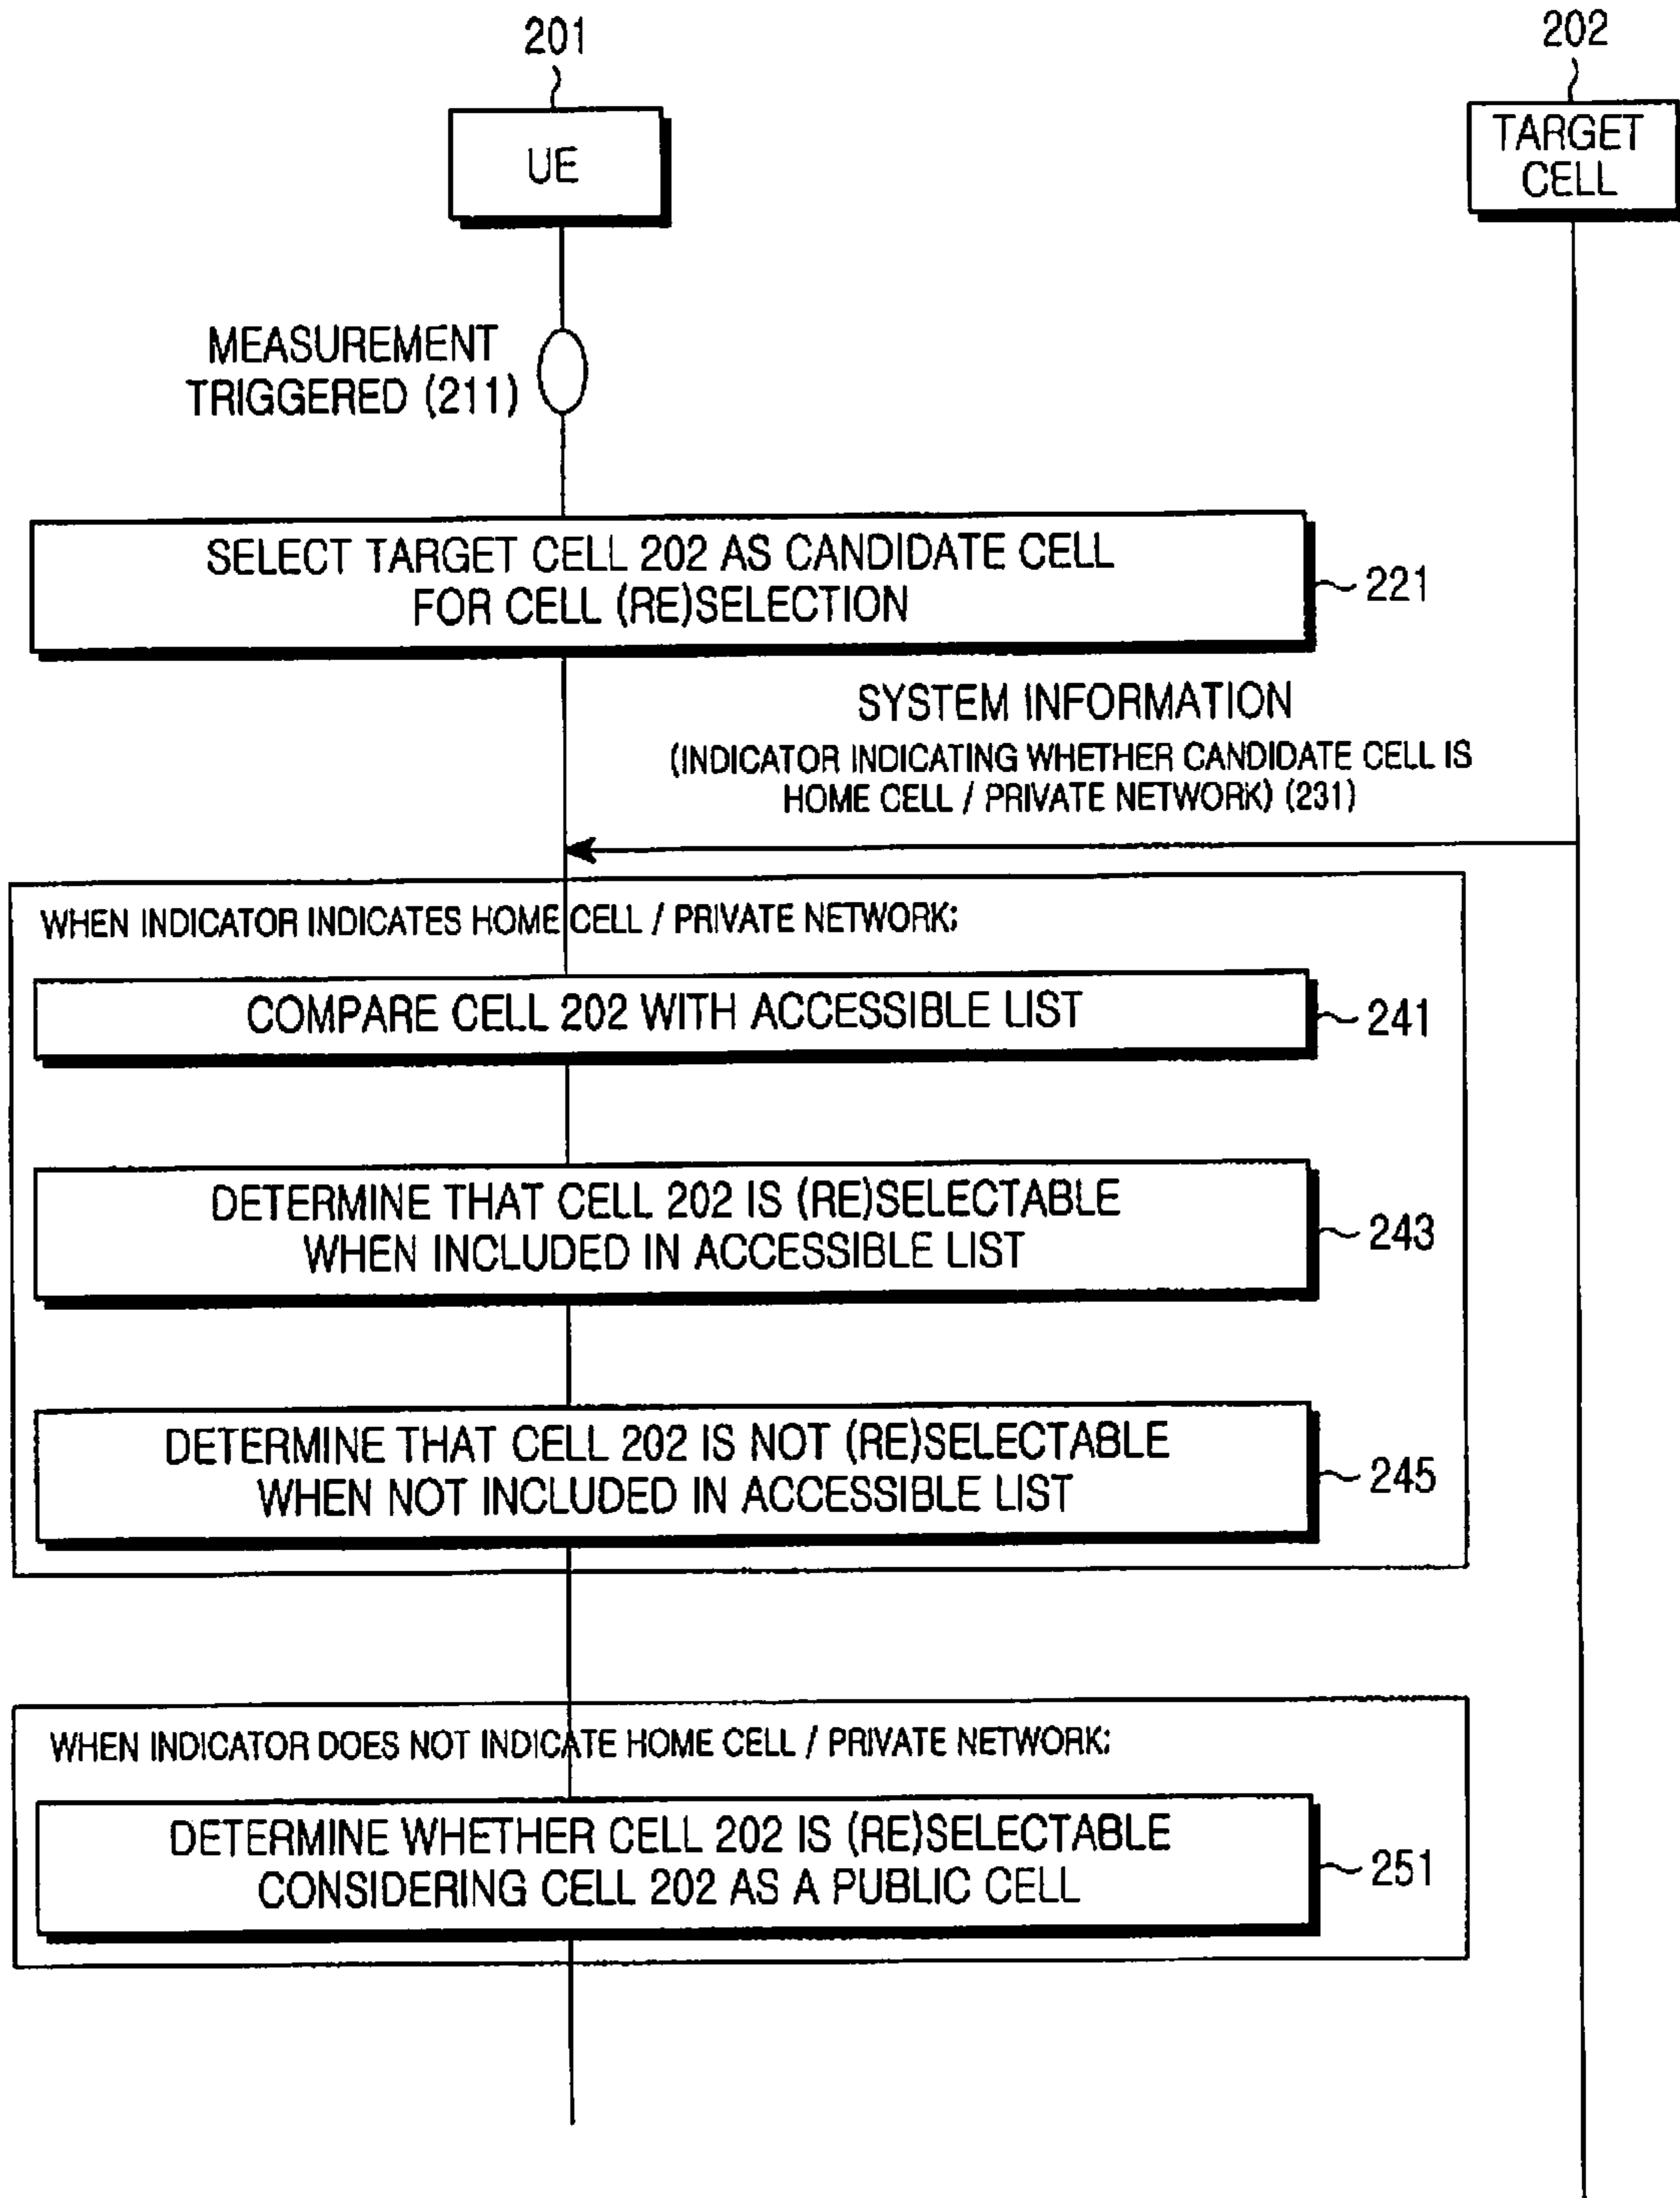 201
202
UE
TARGET
CELL
MEASUREMENT
TRIGGERED (211)
SELECT TARGET CELL 202 AS CANDIDATE CELL
FOR CELL (RE)SELECTION
221
SYSTEM INFORMATION
(INDICATOR INDICATING WHETHER CANDIDATE CELL IS
HOME CELL / PRIVATE NETWORK) (231)
WHEN INDICATOR INDICATES HOME CELL / PRIVATE NETWORK;
COMPARE CELL 202 WITH ACCESSIBLE LIST
241
DETERMINE THAT CELL 202 IS (RE)SELECTABLE
WHEN INCLUDED IN ACCESSIBLE LIST
243
DETERMINE THAT CELL 202 IS NOT (RE)SELECTABLE
WHEN NOT INCLUDED IN ACCESSIBLE LIST
245
WHEN INDICATOR DOES NOT INDICATE HOME CELL / PRIVATE NETWORK;
DETERMINE WHETHER CELL 202 IS (RE)SELECTABLE
CONSIDERING CELL 202 AS A PUBLIC CELL
251